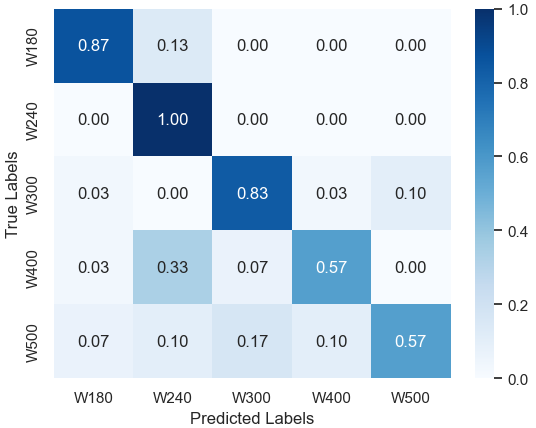 W180 0.87 0.13 0.00 0.00 0.00
W240 0.00 1.00 0.00 0.00 0.00
W300 0.03 0.00 0.83 0.03 0.10
W400 0.03 0.33 0.07 0.57 0.00
W500 0.07 0.10 0.17 0.10 0.57
W180 W240 W300 W400 W500
Predicted Labels
True Labels
1.0
0.8
0.6
0.4
0.2
0.0